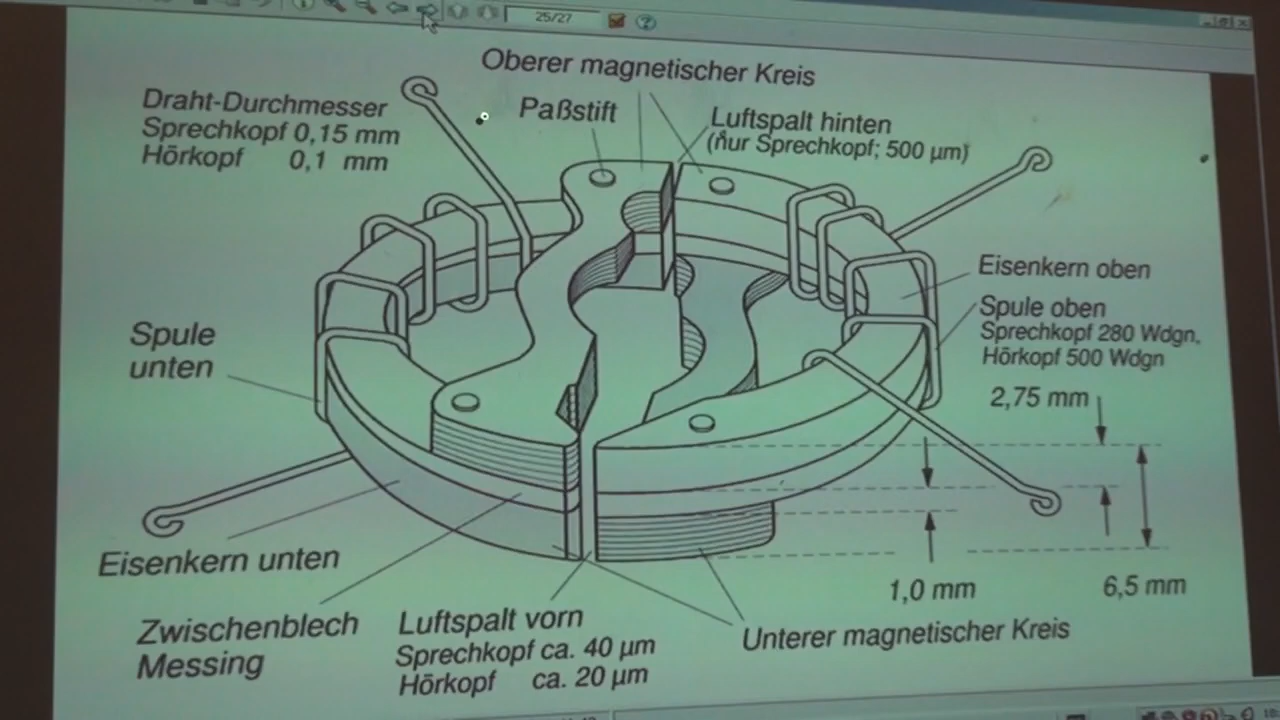 25/27
Oberer magnetischer Kreis
Draht-Durchmesser
Sprechkopf 0,15 mm
Hörkopf 0,1 mm
Paßstift
Luftspalt hinten
(nur Sprechkopf; 500 µm)
Eisenkern oben
Spule oben
Sprechkopf 280 Wdgn,
Hörkopf 500 Wdgn
Spule
unten
2,75 mm
Eisenkern unten
1,0 mm
6,5 mm
Zwischenblech
Messing
Luftspalt vorn
Sprechkopf ca. 40 µm
Hörkopf ca. 20 µm
Unterer magnetischer Kreis